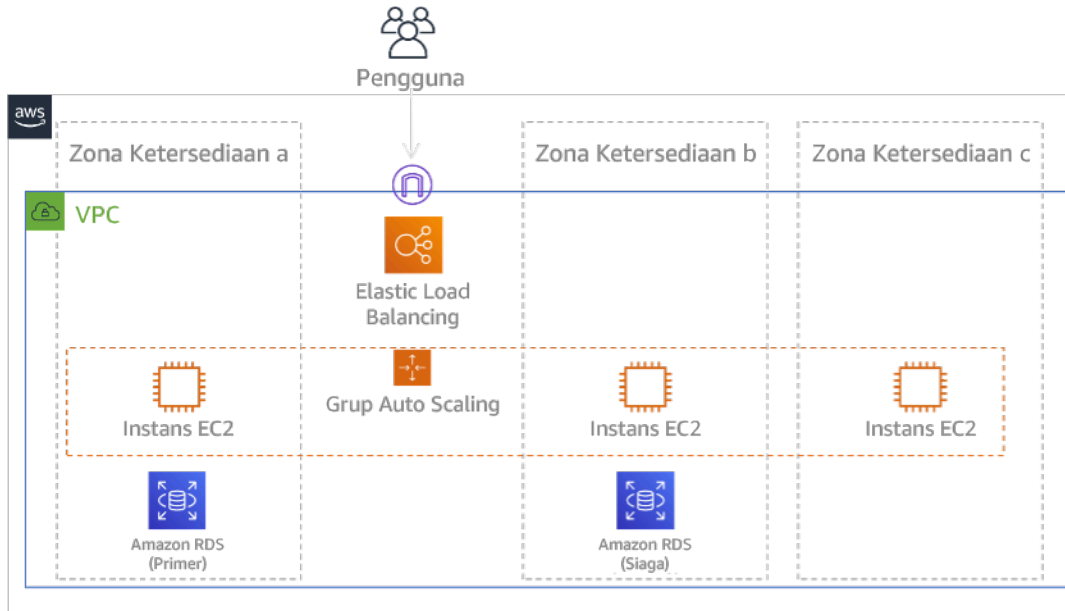 Pengguna
aws
Zona Ketersediaan a
Zona Ketersediaan b
Zona Ketersediaan c
VPC
Elastic Load
Balancing
Grup Auto Scaling
Instans EC2
Instans EC2
Instans EC2
Amazon RDS
(Primer)
Amazon RDS
(Siaga)